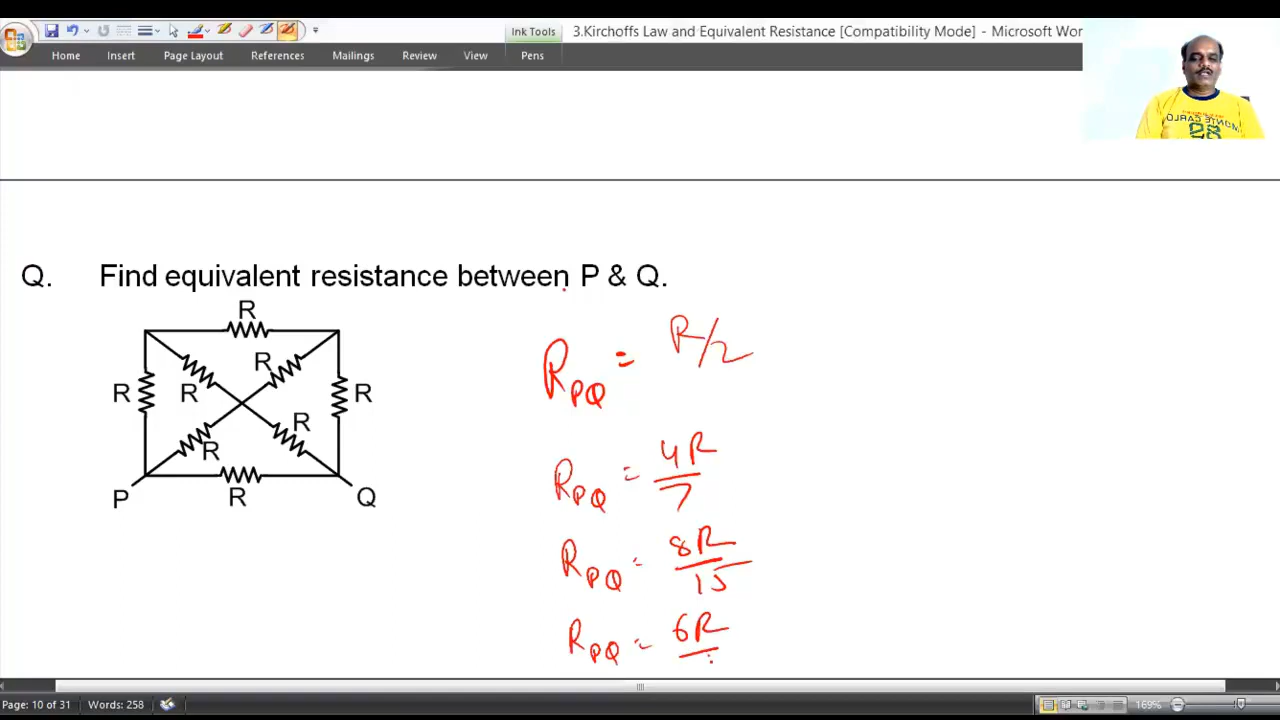 3.Kirchoffs Law and Equivalent Resistance [Compatibility Mode] - Microsoft Wor
Ink Tools
Home Insert Page Layout References Mailings Review View Pens
Q. Find equivalent resistance between P & Q.
R
R
R
R
R
R
R
R
P
R
Q
R_PQ = R/2
R_PQ = 4R/7
R_PQ = 8R/15
R_PQ = 6R
Page: 10 of 31 Words: 258 169%